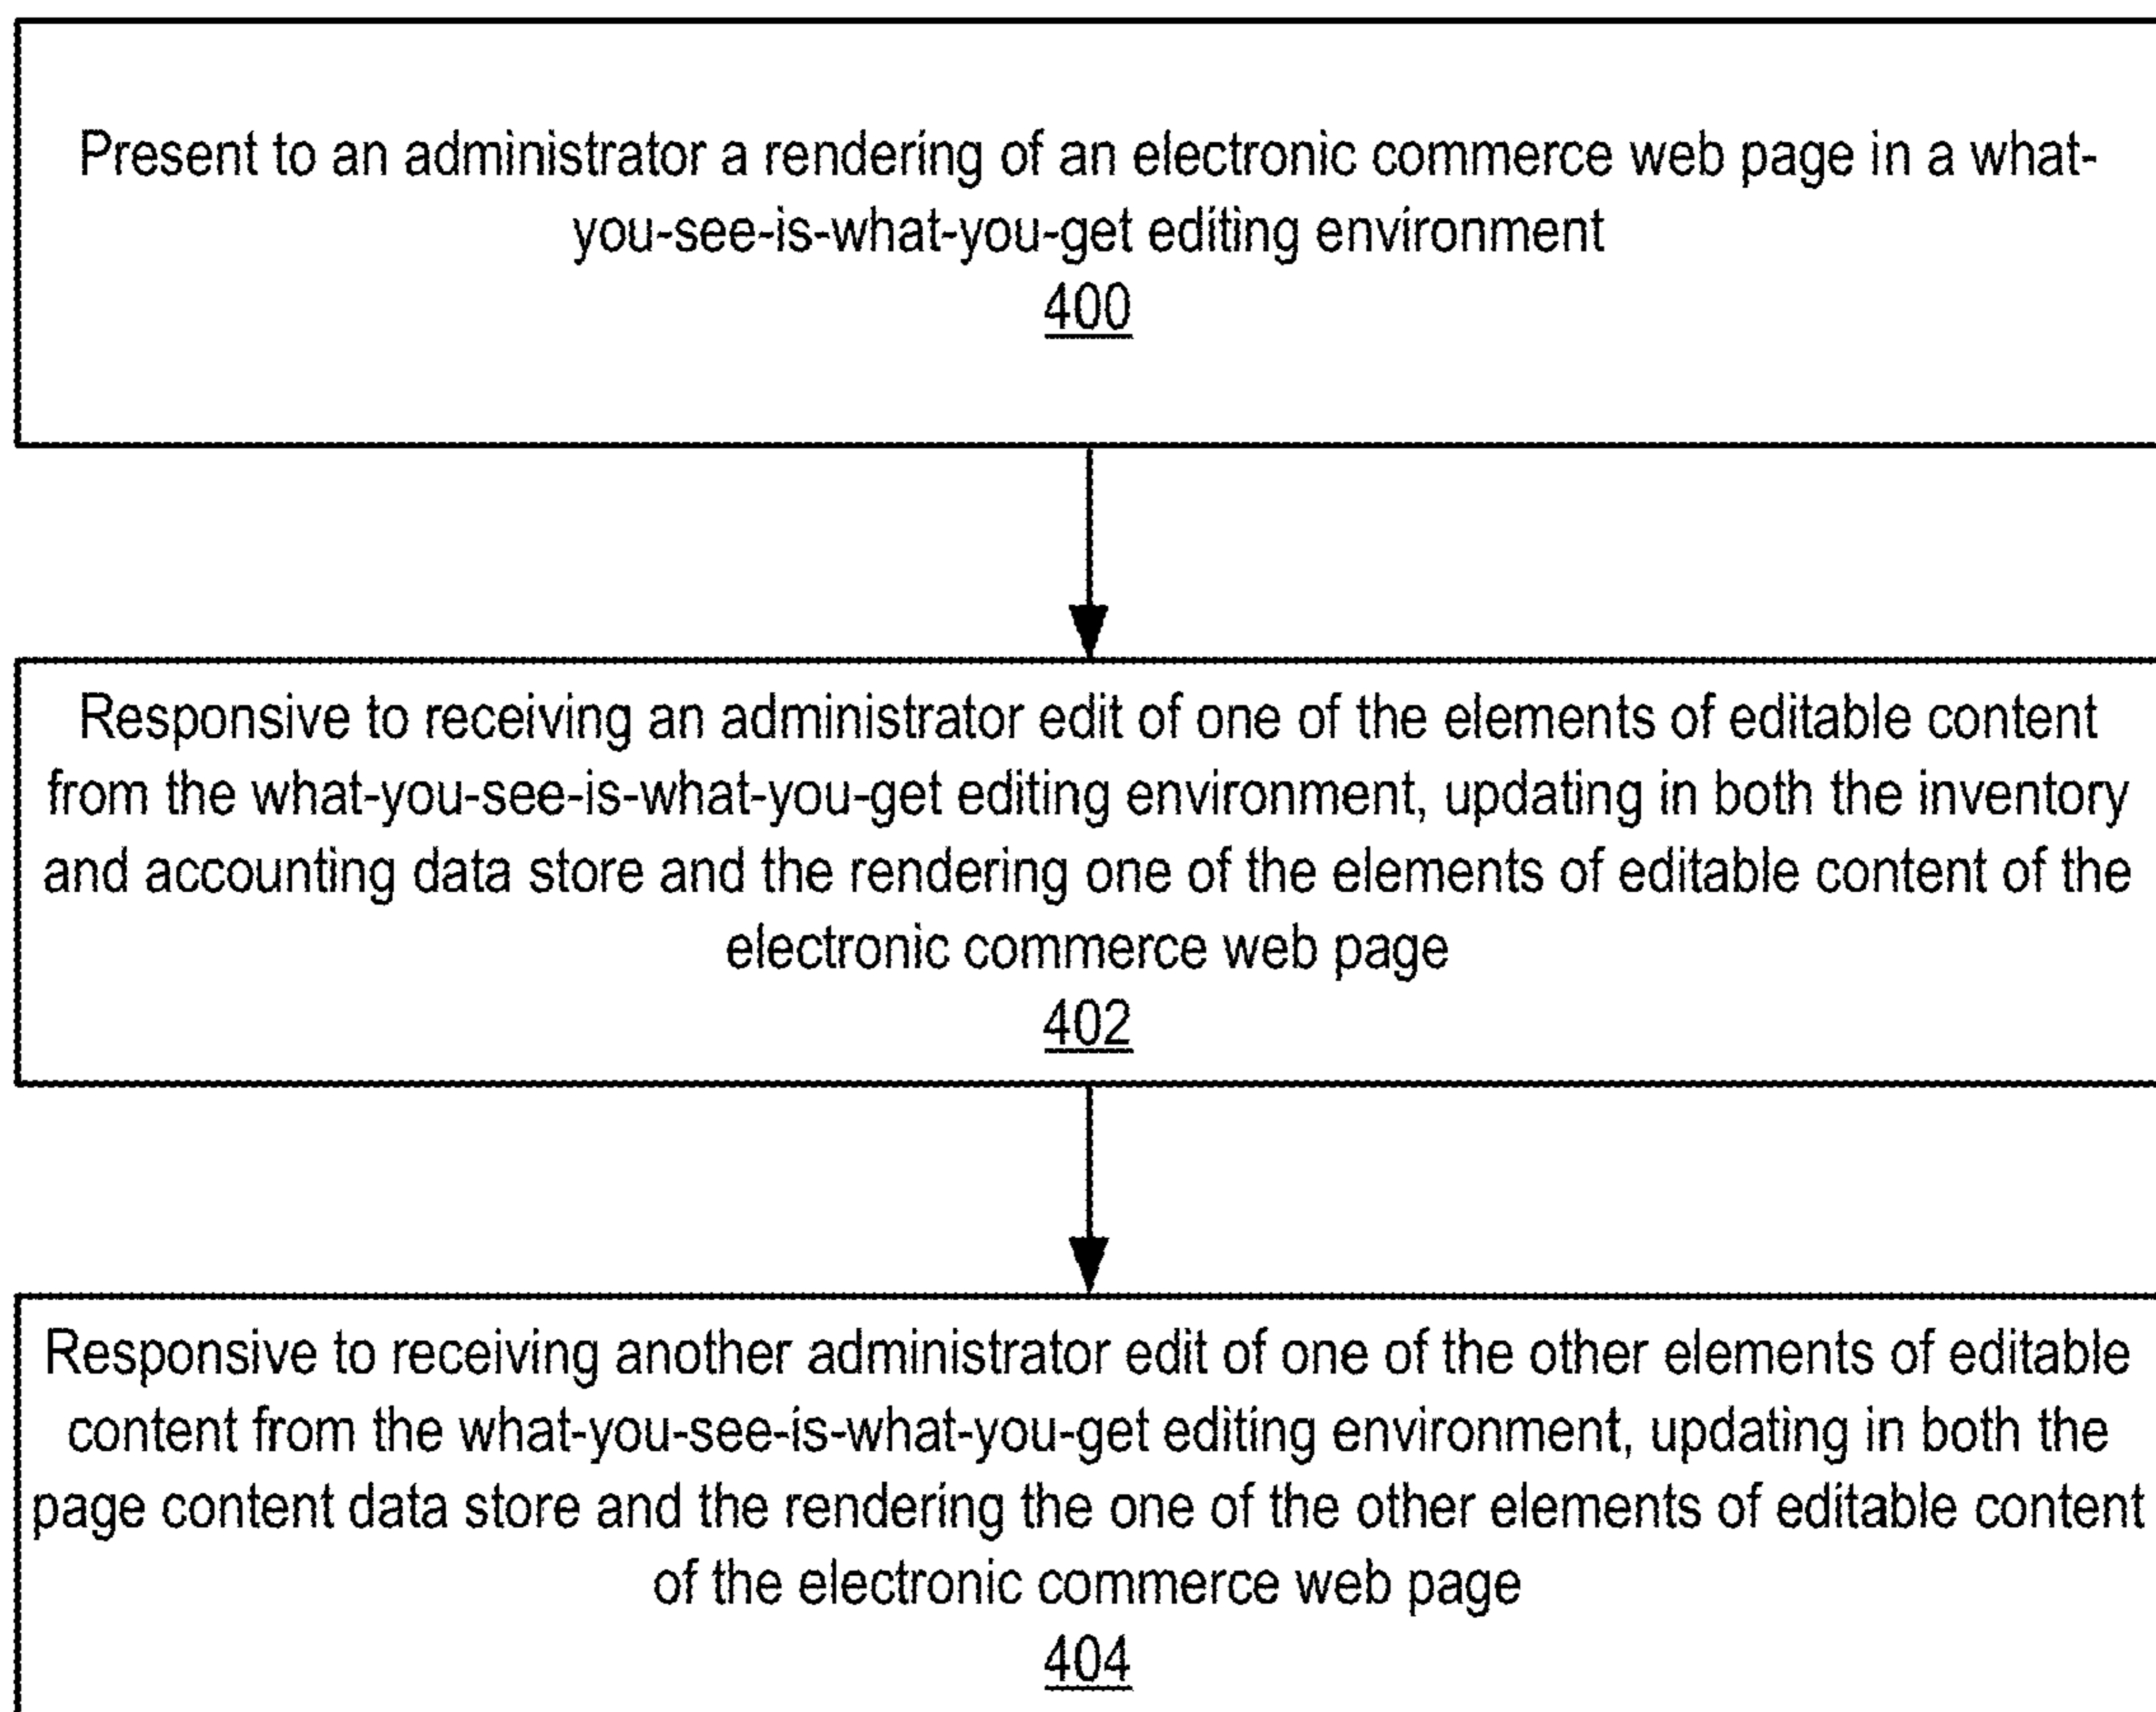 Present to an administrator a rendering of an electronic commerce web page in a what-
you-see-is-what-you-get editing environment
400
Responsive to receiving an administrator edit of one of the elements of editable content
from the what-you-see-is-what-you-get editing environment, updating in both the inventory
and accounting data store and the rendering one of the elements of editable content of the
electronic commerce web page
402
Responsive to receiving another administrator edit of one of the other elements of editable
content from the what-you-see-is-what-you-get editing environment, updating in both the
page content data store and the rendering the one of the other elements of editable content
of the electronic commerce web page
404